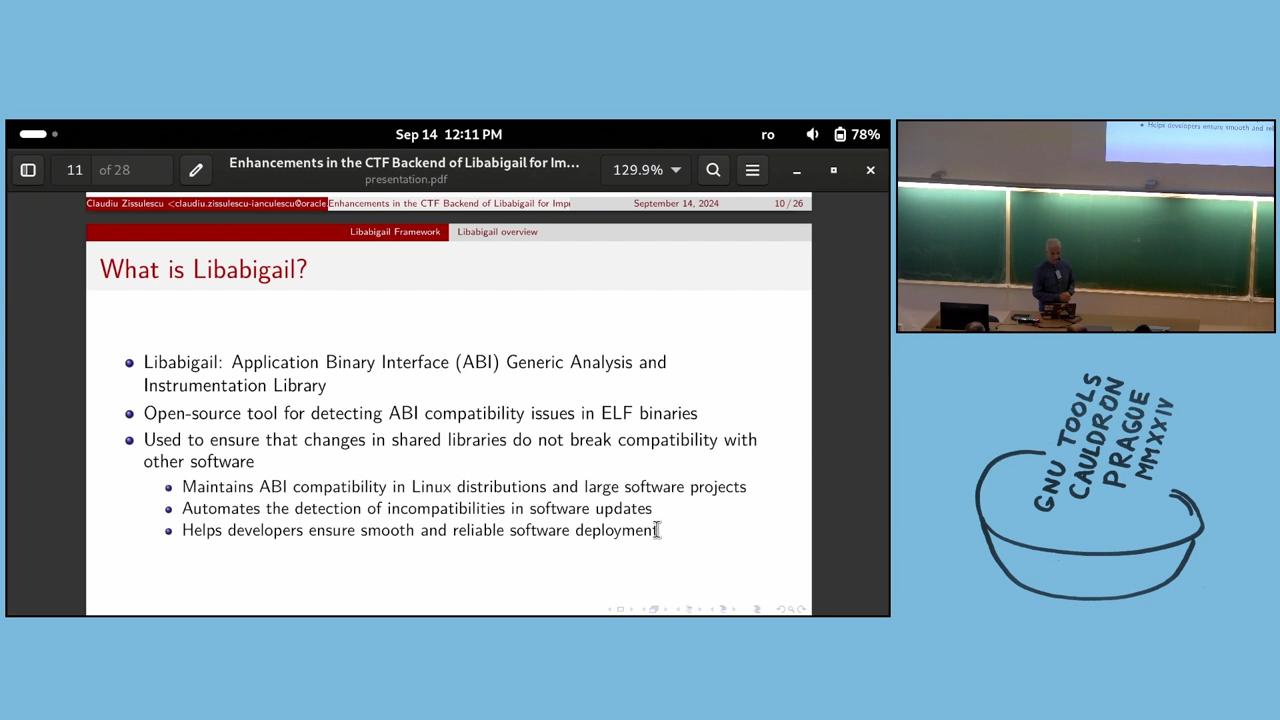 Sep 14 12:11 PM
ro
78%
11 of 28
Enhancements in the CTF Backend of Libabigail for Im...
presentation.pdf
129.9%
Claudiu Zissulescu <claudiu.zissulescu-ianculescu@oracle. Enhancements in the CTF Backend of Libabigail for Impr September 14, 2024 10 / 26
Libabigail Framework Libabigail overview
What is Libabigail?
Libabigail: Application Binary Interface (ABI) Generic Analysis and
Instrumentation Library
Open-source tool for detecting ABI compatibility issues in ELF binaries
Used to ensure that changes in shared libraries do not break compatibility with
other software
Maintains ABI compatibility in Linux distributions and large software projects
Automates the detection of incompatibilities in software updates
Helps developers ensure smooth and reliable software deployment
Helps developers ensure smooth and rel
GNU TOOLS
CAULDRON
PRAGUE
MMXXIV